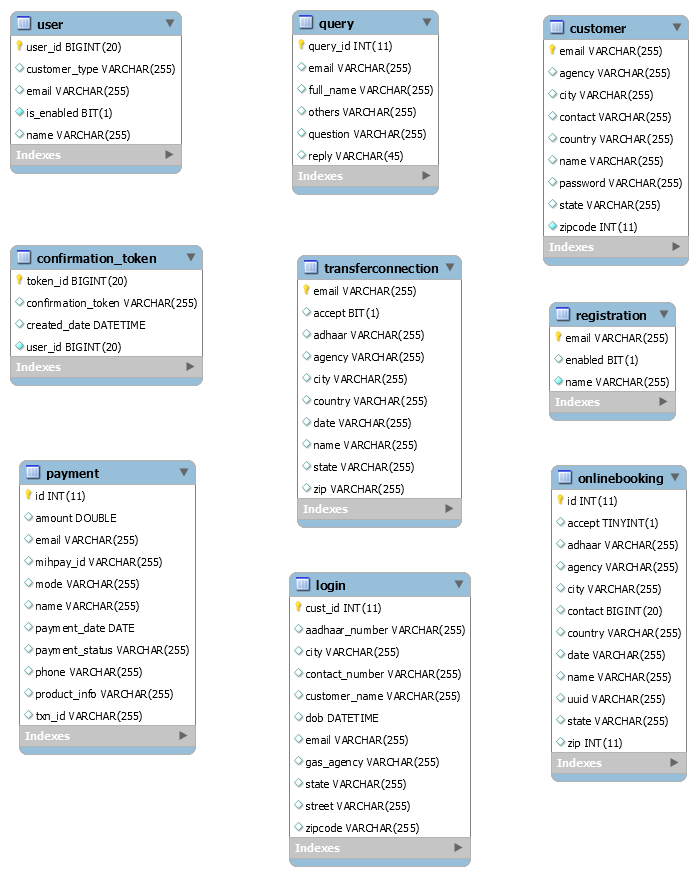 user
user_id BIGINT(20)
customer_type VARCHAR(255)
email VARCHAR(255)
is_enabled BIT(1)
name VARCHAR(255)
Indexes
query
query_id INT(11)
email VARCHAR(255)
full_name VARCHAR(255)
others VARCHAR(255)
question VARCHAR(255)
reply VARCHAR(45)
Indexes
customer
email VARCHAR(255)
agency VARCHAR(255)
city VARCHAR(255)
contact VARCHAR(255)
country VARCHAR(255)
name VARCHAR(255)
password VARCHAR(255)
state VARCHAR(255)
zipcode INT(11)
Indexes
confirmation_token
token_id BIGINT(20)
confirmation_token VARCHAR(255)
created_date DATETIME
user_id BIGINT(20)
Indexes
transferconnection
email VARCHAR(255)
accept BIT(1)
adhaar VARCHAR(255)
agency VARCHAR(255)
city VARCHAR(255)
country VARCHAR(255)
date VARCHAR(255)
name VARCHAR(255)
state VARCHAR(255)
zip VARCHAR(255)
Indexes
registration
email VARCHAR(255)
enabled BIT(1)
name VARCHAR(255)
Indexes
payment
id INT(11)
amount DOUBLE
email VARCHAR(255)
mihpay_id VARCHAR(255)
mode VARCHAR(255)
name VARCHAR(255)
payment_date DATE
payment_status VARCHAR(255)
phone VARCHAR(255)
product_info VARCHAR(255)
txn_id VARCHAR(255)
Indexes
login
cust_id INT(11)
aadhaar_number VARCHAR(255)
city VARCHAR(255)
contact_number VARCHAR(255)
customer_name VARCHAR(255)
dob DATETIME
email VARCHAR(255)
gas_agency VARCHAR(255)
state VARCHAR(255)
street VARCHAR(255)
zipcode VARCHAR(255)
Indexes
onlinebooking
id INT(11)
accept TINYINT(1)
adhaar VARCHAR(255)
agency VARCHAR(255)
city VARCHAR(255)
contact BIGINT(20)
country VARCHAR(255)
date VARCHAR(255)
name VARCHAR(255)
uuid VARCHAR(255)
state VARCHAR(255)
zip INT(11)
Indexes